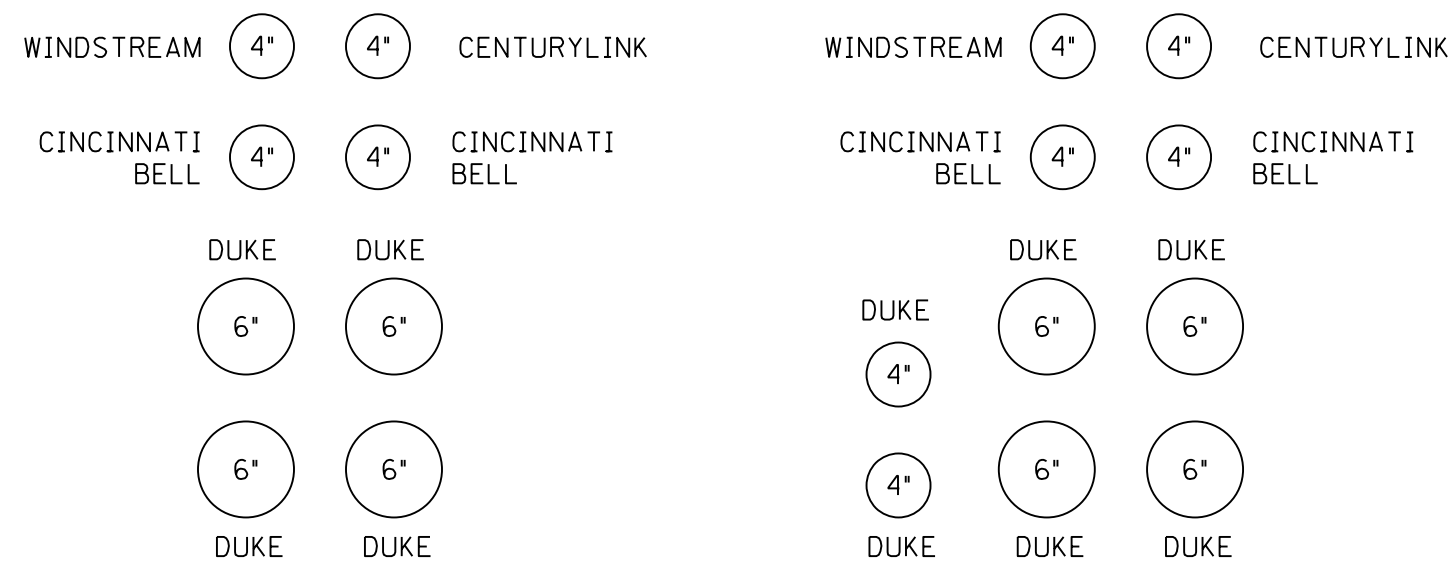 WINDSTREAM 4" 4" CENTURYLINK
CINCINNATI
BELL 4" 4" CINCINNATI
BELL
DUKE DUKE
6" 6"
6" 6"
DUKE DUKE
WINDSTREAM 4" 4" CENTURYLINK
CINCINNATI
BELL 4" 4" CINCINNATI
BELL
DUKE DUKE
DUKE
6" 6"
4"
6" 6"
4"
DUKE DUKE DUKE